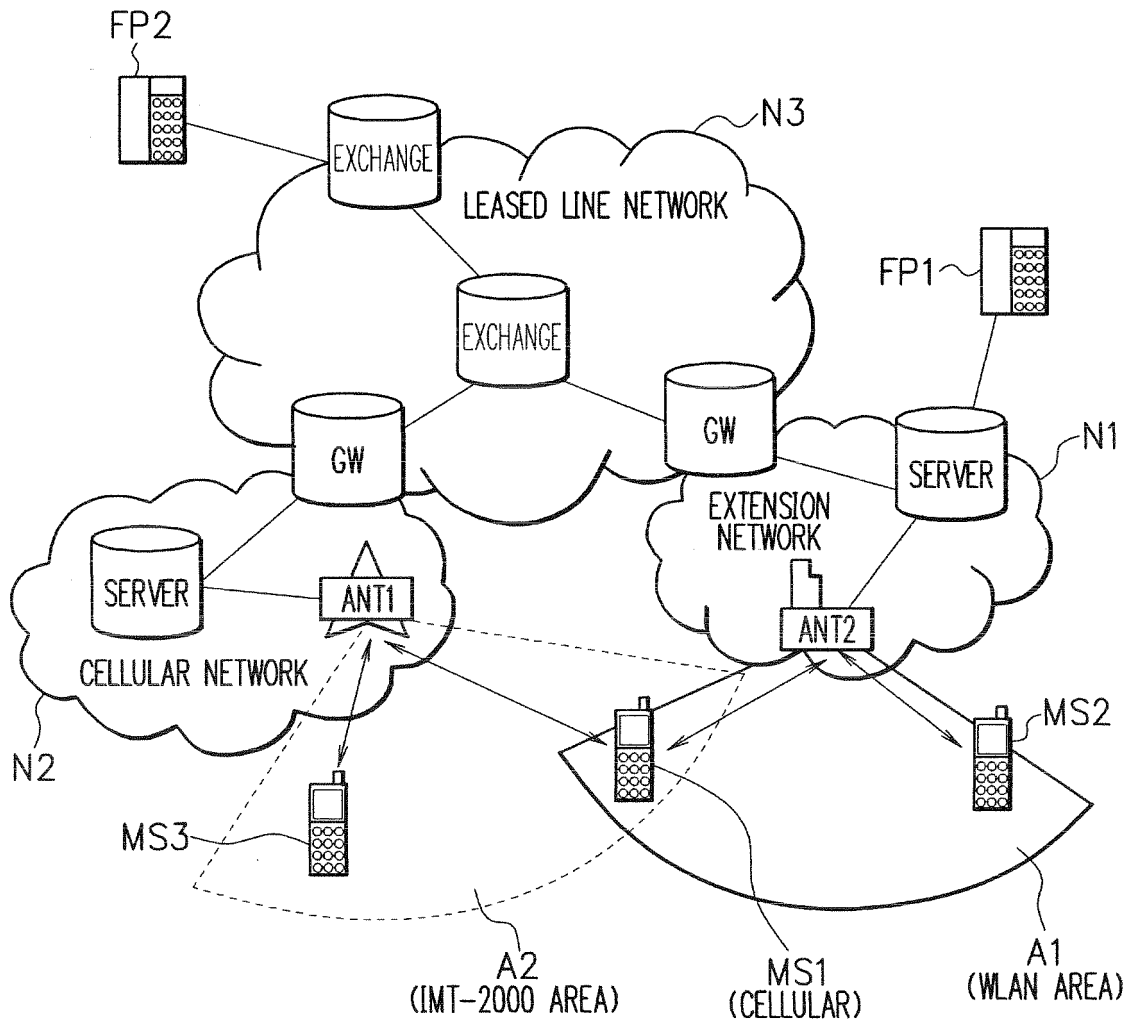 FP2
EXCHANGE
N3
LEASED LINE NETWORK
FP1
EXCHANGE
GW
GW
N1
SERVER
EXTENSION
NETWORK
SERVER
ANT1
ANT2
CELLULAR NETWORK
MS2
N2
MS3
A2
(IMT-2000 AREA)
MS1
(CELLULAR)
A1
(WLAN AREA)